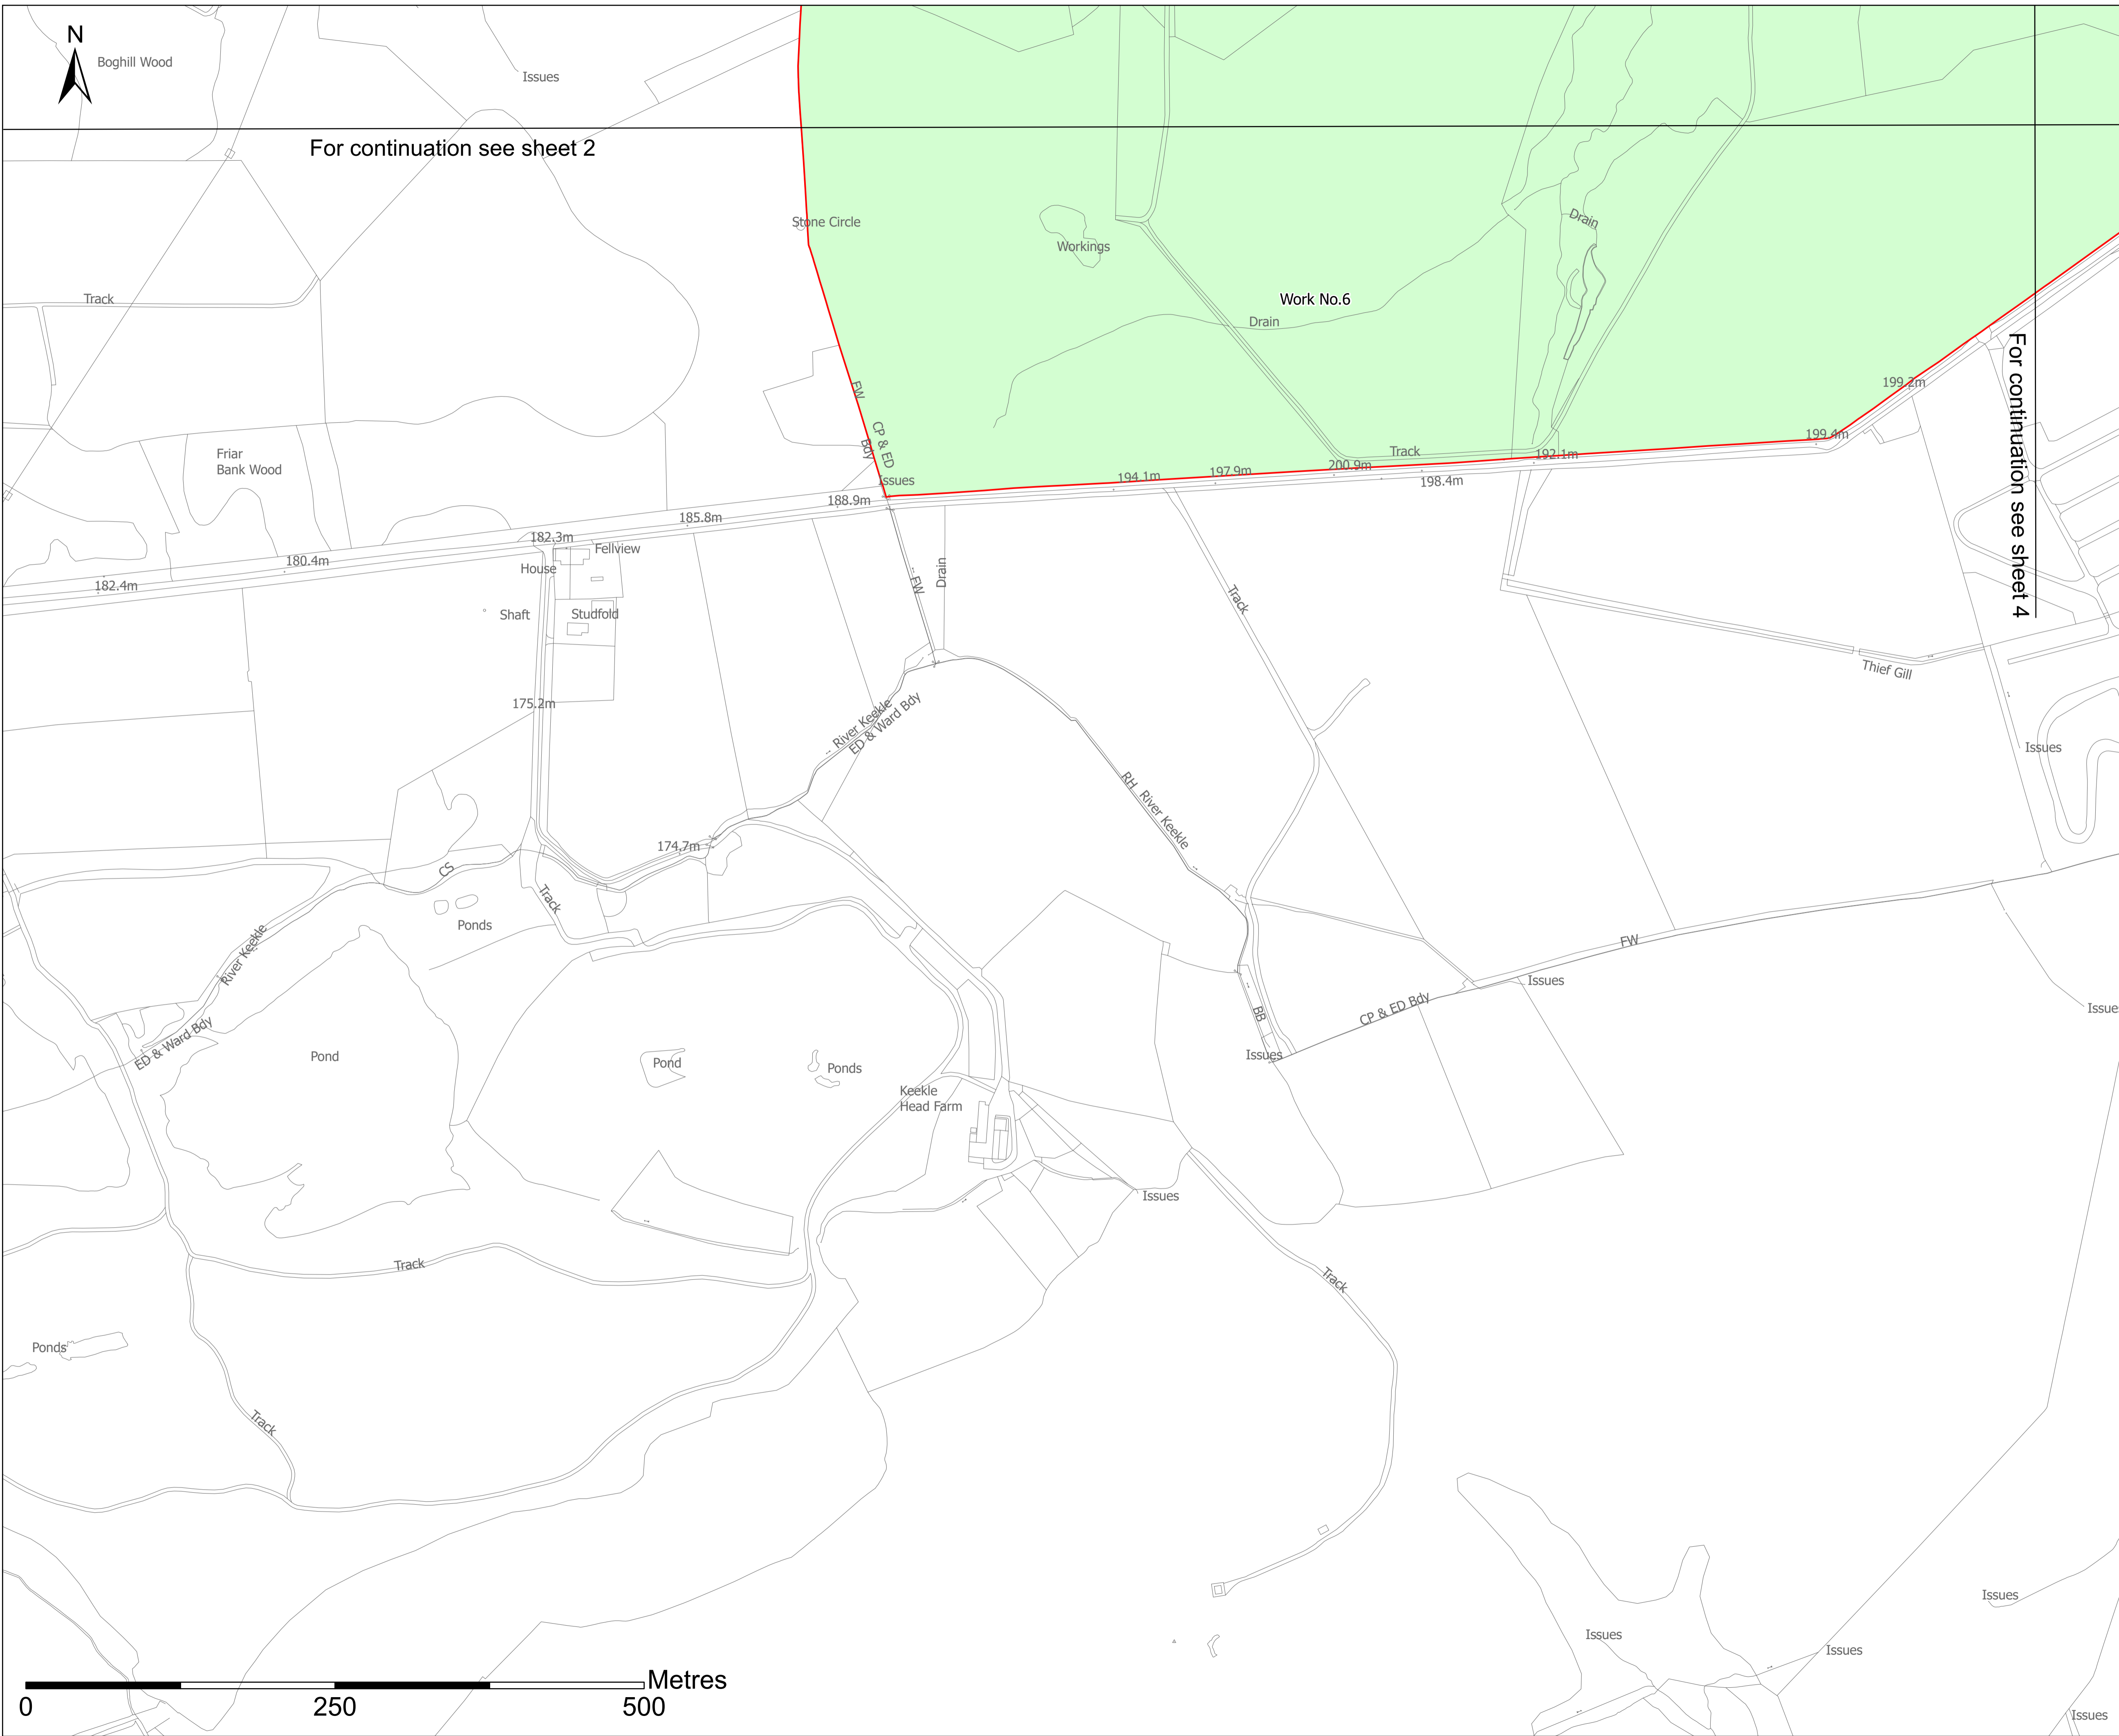 N
Boghill Wood
Issues
For continuation see sheet 2
Stone Circle
Workings
Drain
Track
Work No.6
Drain
For continuation see sheet 4
199.2m
FW
CP & ED
Bdy
Friar
Bank Wood
Track
199.4m
192.1m
200.9m
Issues
194.1m
197.9m
198.4m
188.9m
185.8m
182.3m
Fellview
180.4m
House
182.4m
FW
Drain
Track
Shaft
Studfold
Thief Gill
175.2m
River Keekle
ED & Ward Bdy
Issues
RH
River Keekle
174.7m
CS
Track
Ponds
River Keekle
FW
Issues
CP & ED Bdy
BB
Issues
ED & Ward Bdy
Pond
Pond
Ponds
Issues
Keekle
Head Farm
Issues
Track
Track
Ponds
Track
Issues
Issues
Issues
Issues
Metres
0
250
500